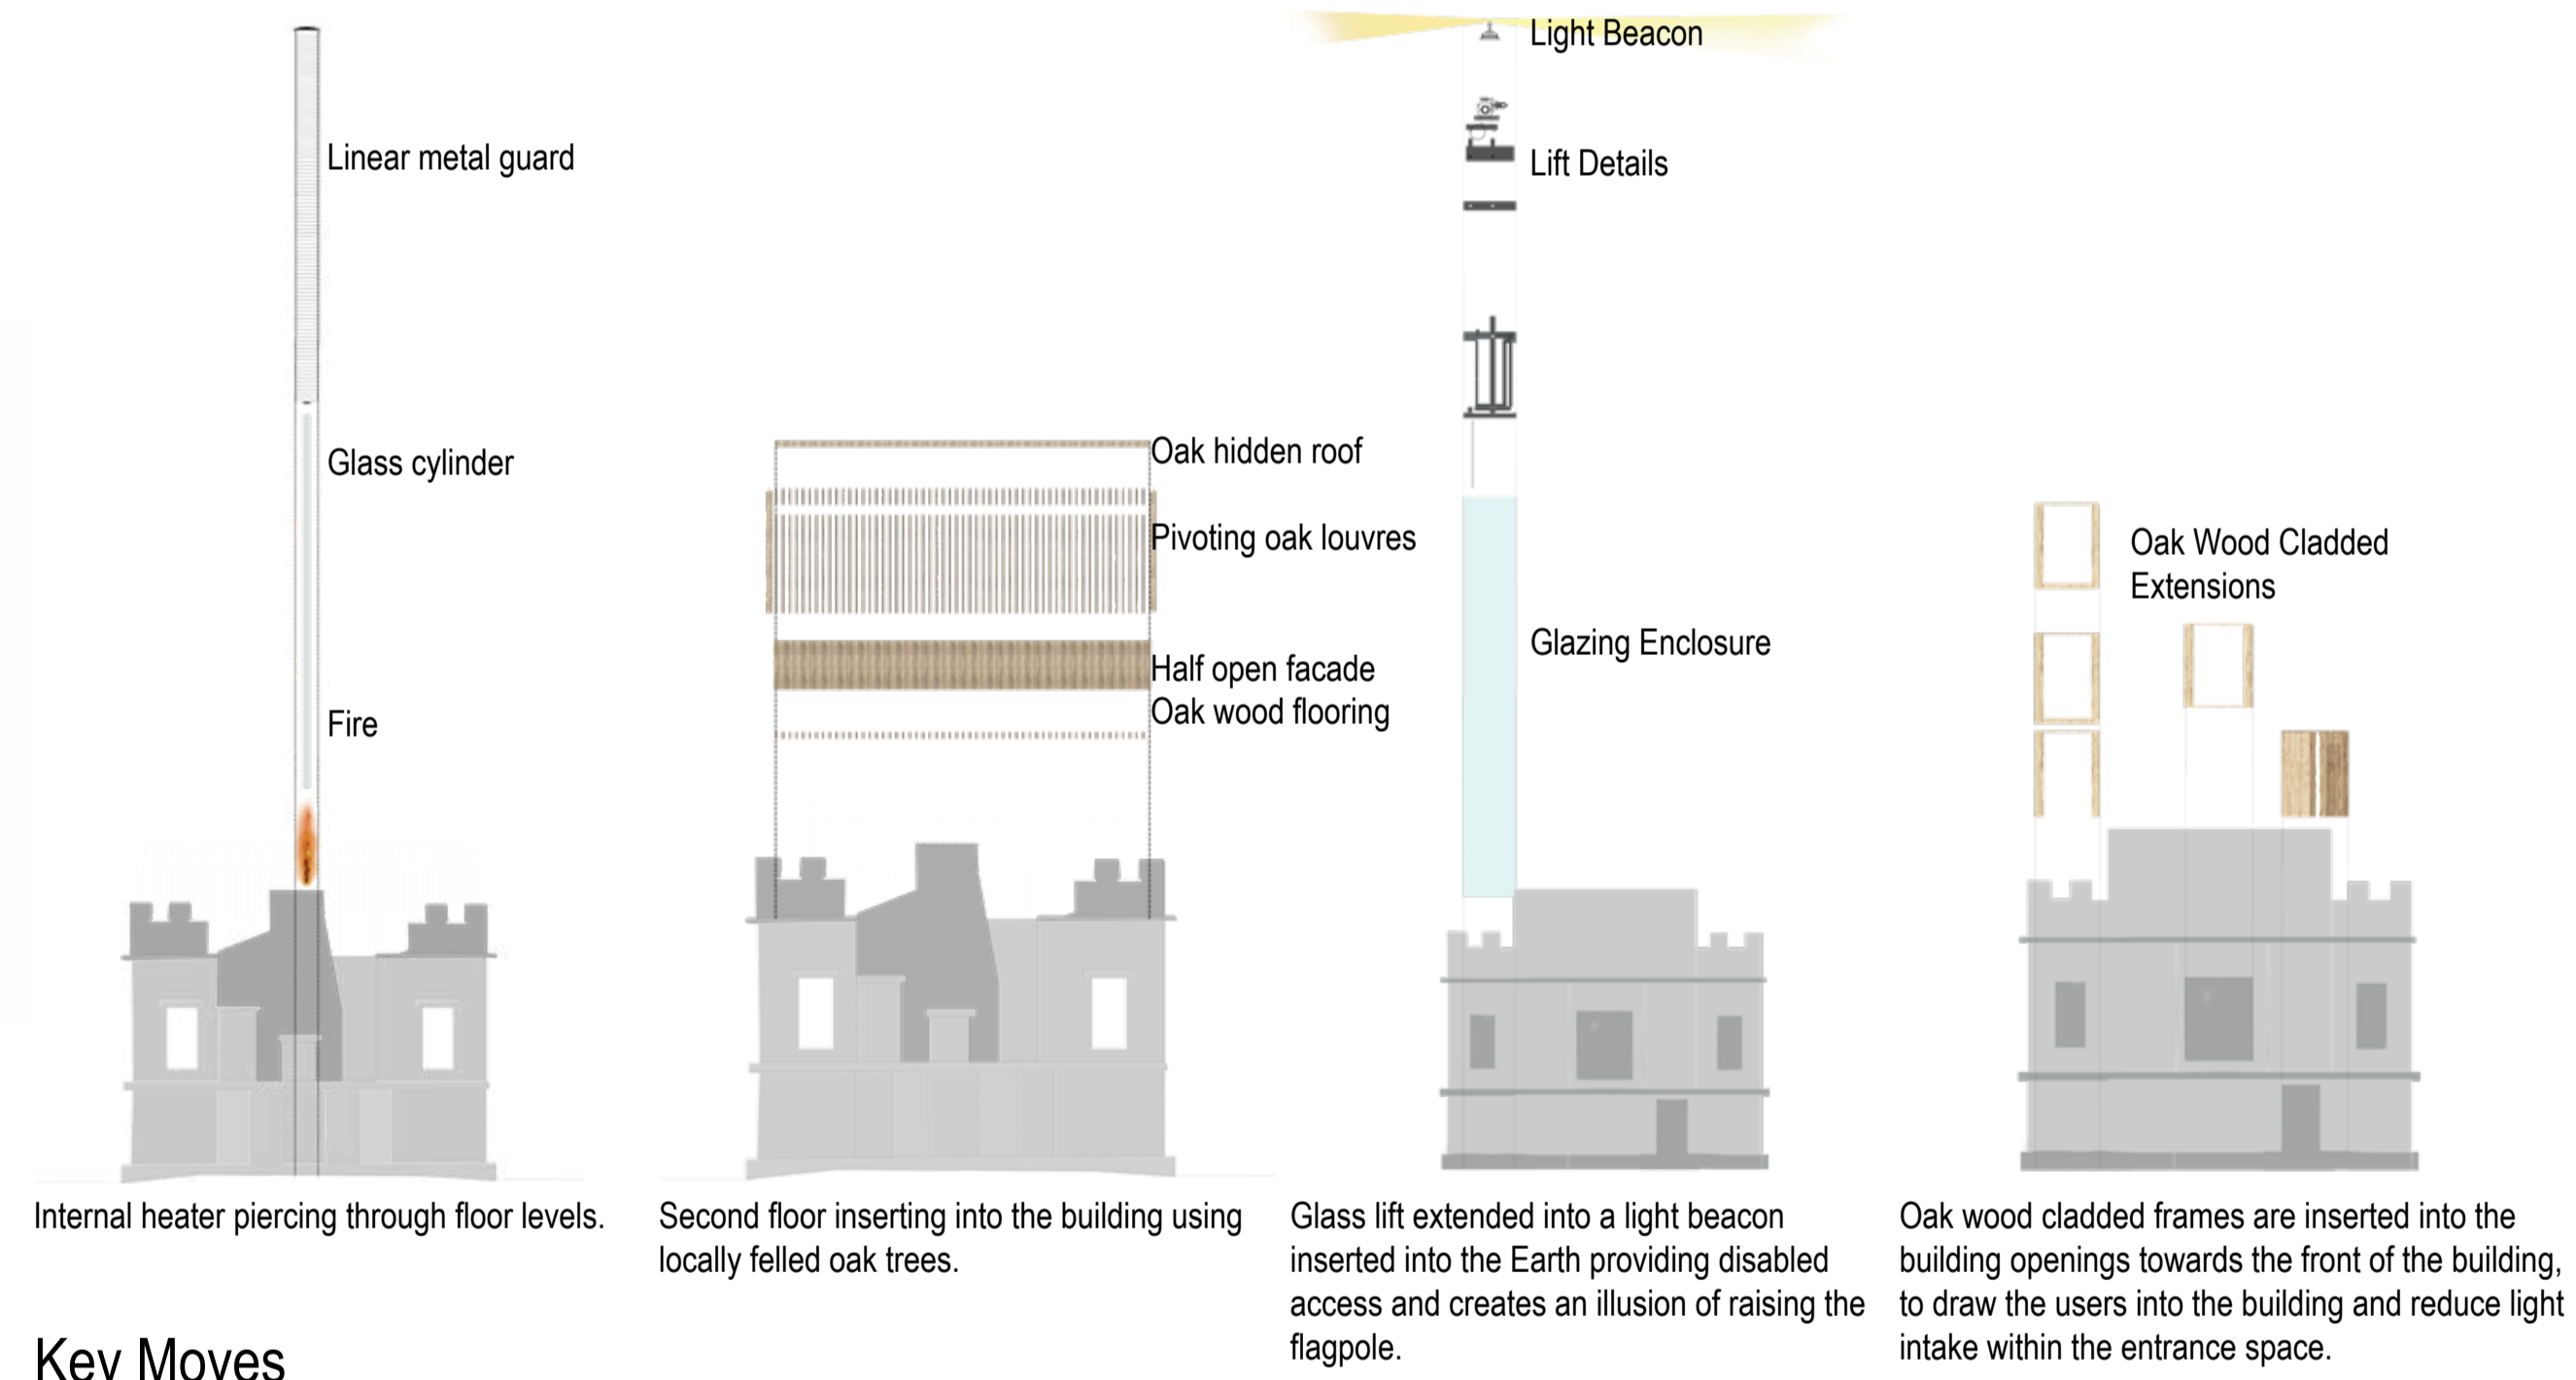 Linear metal guard
Glass cylinder
Fire
Internal heater piercing through floor levels.
Oak hidden roof
Pivoting oak louvres
Half open facade
Oak wood flooring
Second floor inserting into the building using
locally felled oak trees.
Light Beacon
Lift Details
Glazing Enclosure
Glass lift extended into a light beacon
inserted into the Earth providing disabled
access and creates an illusion of raising the
flagpole.
Oak Wood Cladded
Extensions
Oak wood cladded frames are inserted into the
building openings towards the front of the building,
to draw the users into the building and reduce light
intake within the entrance space.
Key Moves